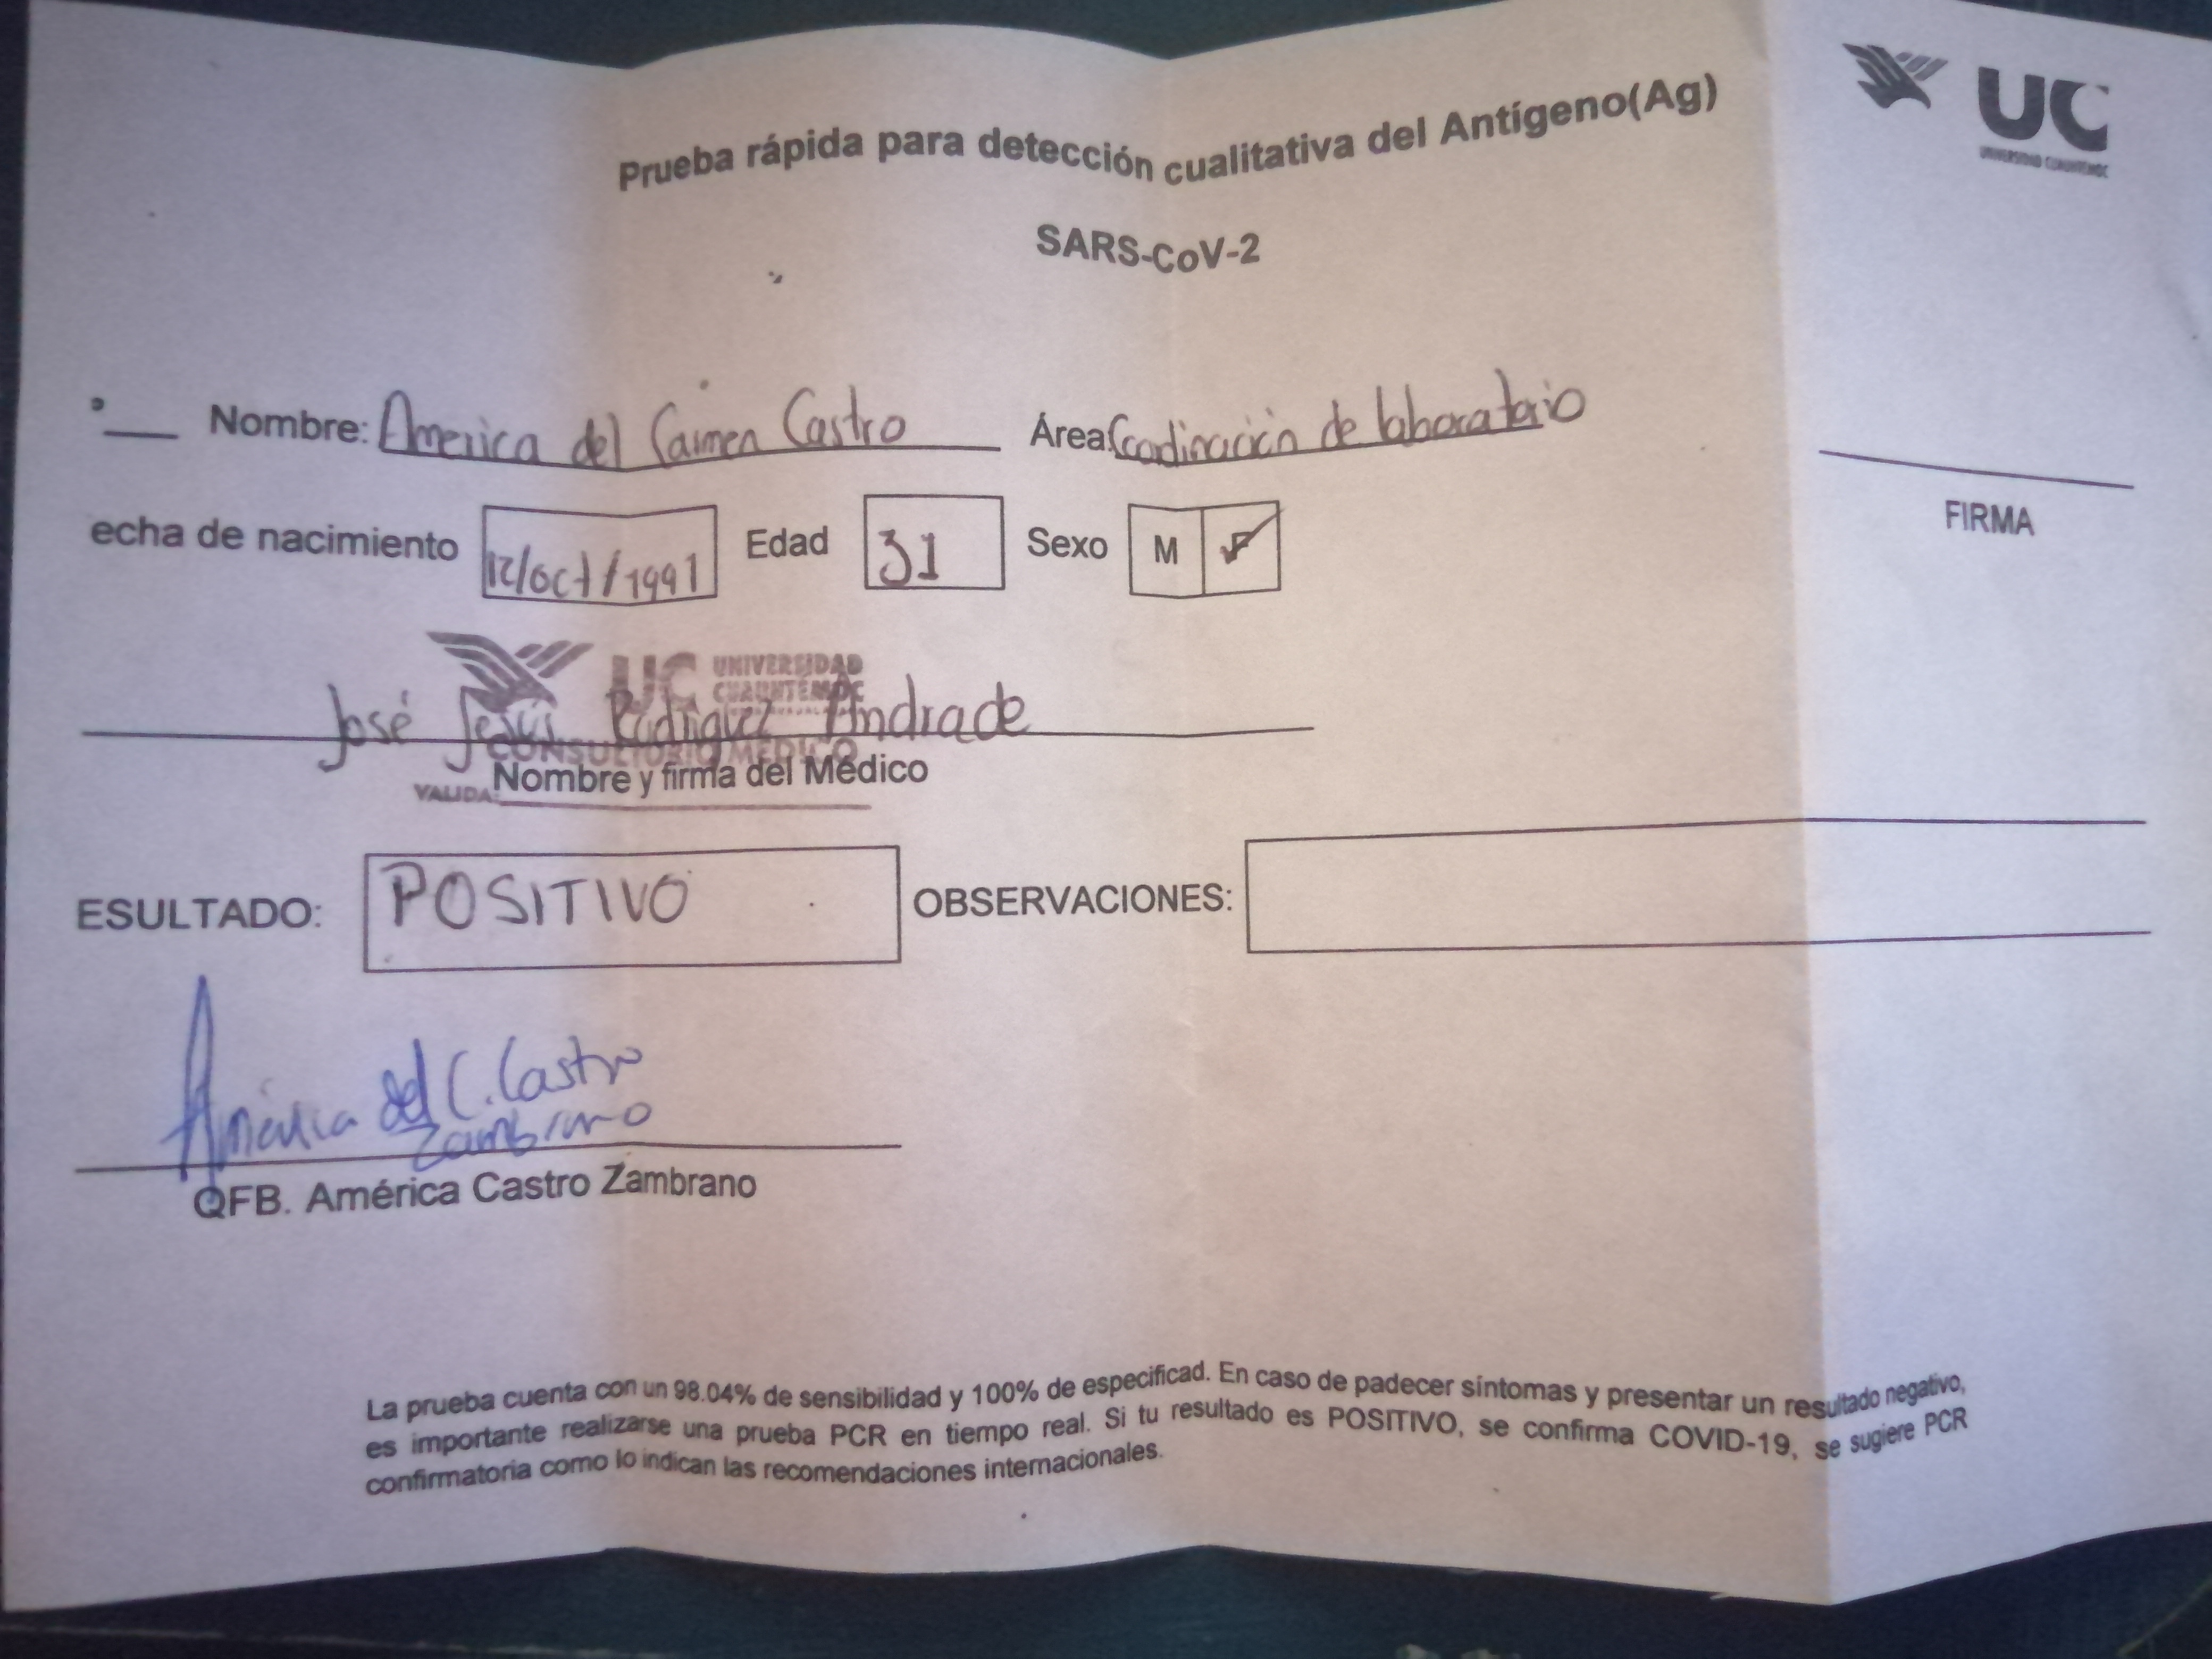 UC
UNIVERSIDAD CUAUHTEMOC
Prueba rápida para detección cualitativa del Antígeno(Ag)
SARS-CoV-2
Nombre: America del Carmen Castro Área: Coordinación de laboratorio
FIRMA
echa de nacimiento 12/oct/1991 Edad 31 Sexo M F
UC UNIVERSIDAD
CUAUHTÉMOC
José Jesús Rodriguez Andrade
CONSULTORIO MÉDICO
Nombre y firma del Médico
VALIDA:
ESULTADO: POSITIVO OBSERVACIONES:
América del C. Castro
Zambrano
QFB. América Castro Zambrano
La prueba cuenta con un 98.04% de sensibilidad y 100% de especificad. En caso de padecer síntomas y presentar un resultado negativo,
es importante realizarse una prueba PCR en tiempo real. Si tu resultado es POSITIVO, se confirma COVID-19, se sugiere PCR
confirmatoria como lo indican las recomendaciones internacionales.